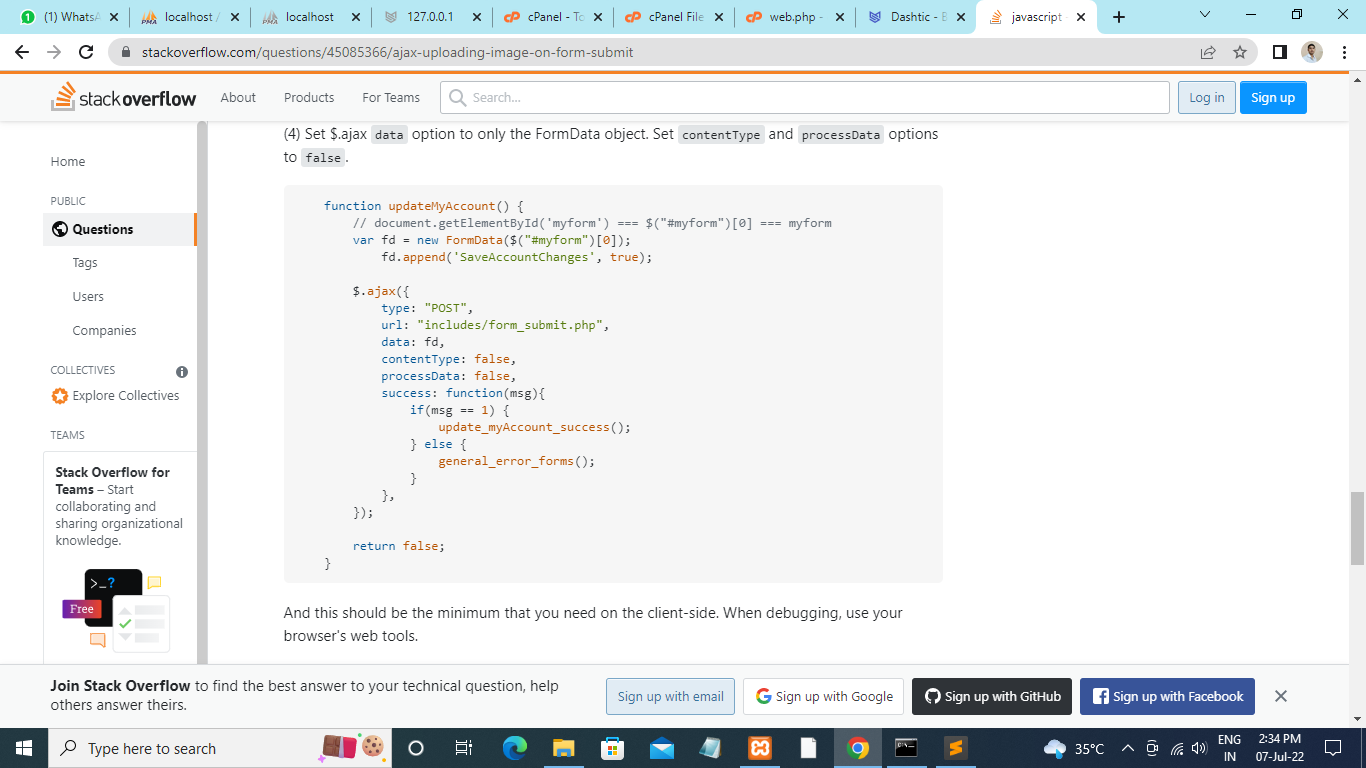 (1) WhatsA
localhost /
localhost
127.0.0.1
cPanel - To
cPanel File
web.php -
Dashtic - B
javascript
stackoverflow.com/questions/45085366/ajax-uploading-image-on-form-submit
stackoverflow
About
Products
For Teams
Search...
Log in
Sign up
Home
PUBLIC
Questions
Tags
Users
Companies
COLLECTIVES
Explore Collectives
TEAMS
Stack Overflow for
Teams – Start
collaborating and
sharing organizational
knowledge.
>_?
Free
(4) Set $.ajax data option to only the FormData object. Set contentType and processData options
to false.
function updateMyAccount() {
// document.getElementById('myform') === $("#myform")[0] === myform
var fd = new FormData($("#myform")[0]);
fd.append('SaveAccountChanges', true);
$.ajax({
type: "POST",
url: "includes/form_submit.php",
data: fd,
contentType: false,
processData: false,
success: function(msg){
if(msg == 1) {
update_myAccount_success();
} else {
general_error_forms();
}
},
});
return false;
}
And this should be the minimum that you need on the client-side. When debugging, use your
browser's web tools.
Join Stack Overflow to find the best answer to your technical question, help
others answer theirs.
Sign up with email
Sign up with Google
Sign up with GitHub
Sign up with Facebook
Type here to search
35°C
ENG
IN
2:34 PM
07-Jul-22